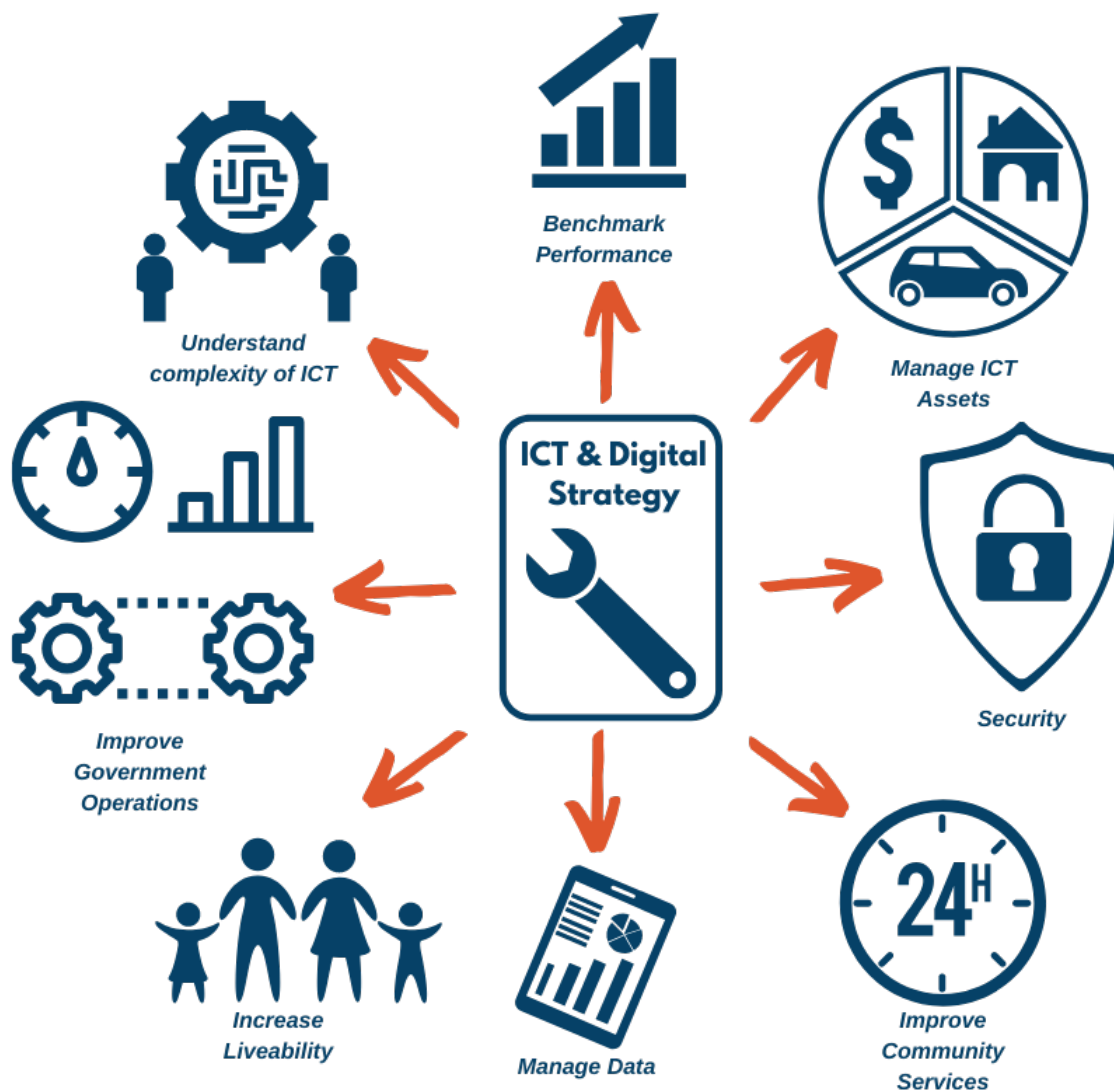 Benchmark
Performance
Understand
complexity of ICT
Manage ICT
Assets
ICT & Digital
Strategy
Security
Improve
Government
Operations
24H
Increase
Liveability
Manage Data
Improve
Community
Services